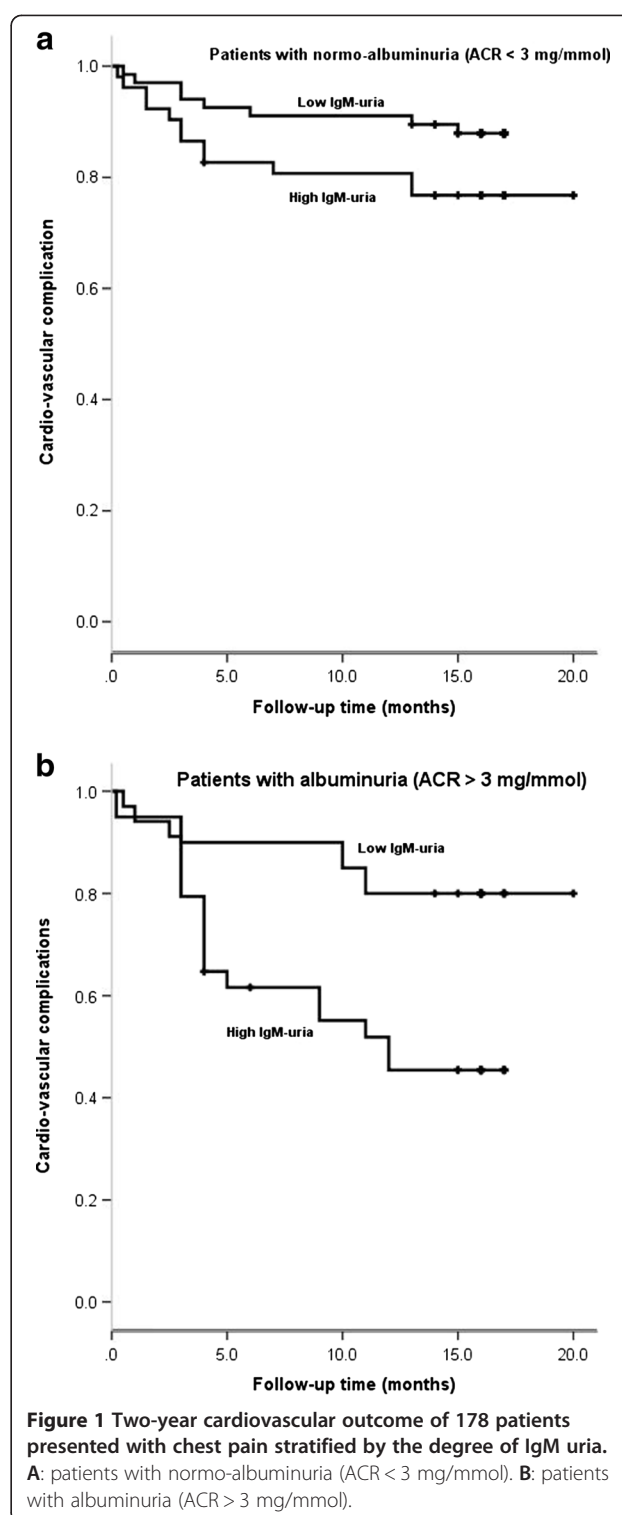 a
Patients with normo-albuminuria (ACR < 3 mg/mmol)
1.0
Low IgM-uria
0.8
High IgM-uria
0.6
0.4
0.2
0.0
Cardio-vascular complication
.0 5.0 10.0 15.0 20.0
Follow-up time (months)
b
Patients with albuminuria (ACR > 3 mg/mmol)
1.0
Low IgM-uria
0.8
0.6
High IgM-uria
0.4
0.2
0.0
Cardio-vascular complications
.0 5.0 10.0 15.0 20.0
Follow-up time (months)
Figure 1 Two-year cardiovascular outcome of 178 patients
presented with chest pain stratified by the degree of IgM uria.
A: patients with normo-albuminuria (ACR < 3 mg/mmol). B: patients
with albuminuria (ACR > 3 mg/mmol).